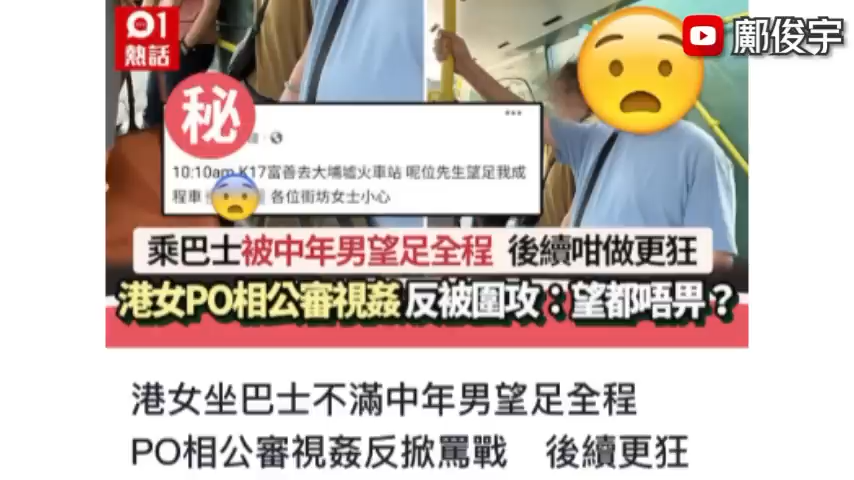 01
熱話
鄺俊宇
秘
10:10am K17富善去大埔墟火車站 呢位先生望足我成
程車 各位街坊女士小心
乘巴士被中年男望足全程 後續咁做更狂
港女PO相公審視姦 反被圍攻：望都唔畀？
港女坐巴士不滿中年男望足全程
PO相公審視姦反掀罵戰 後續更狂